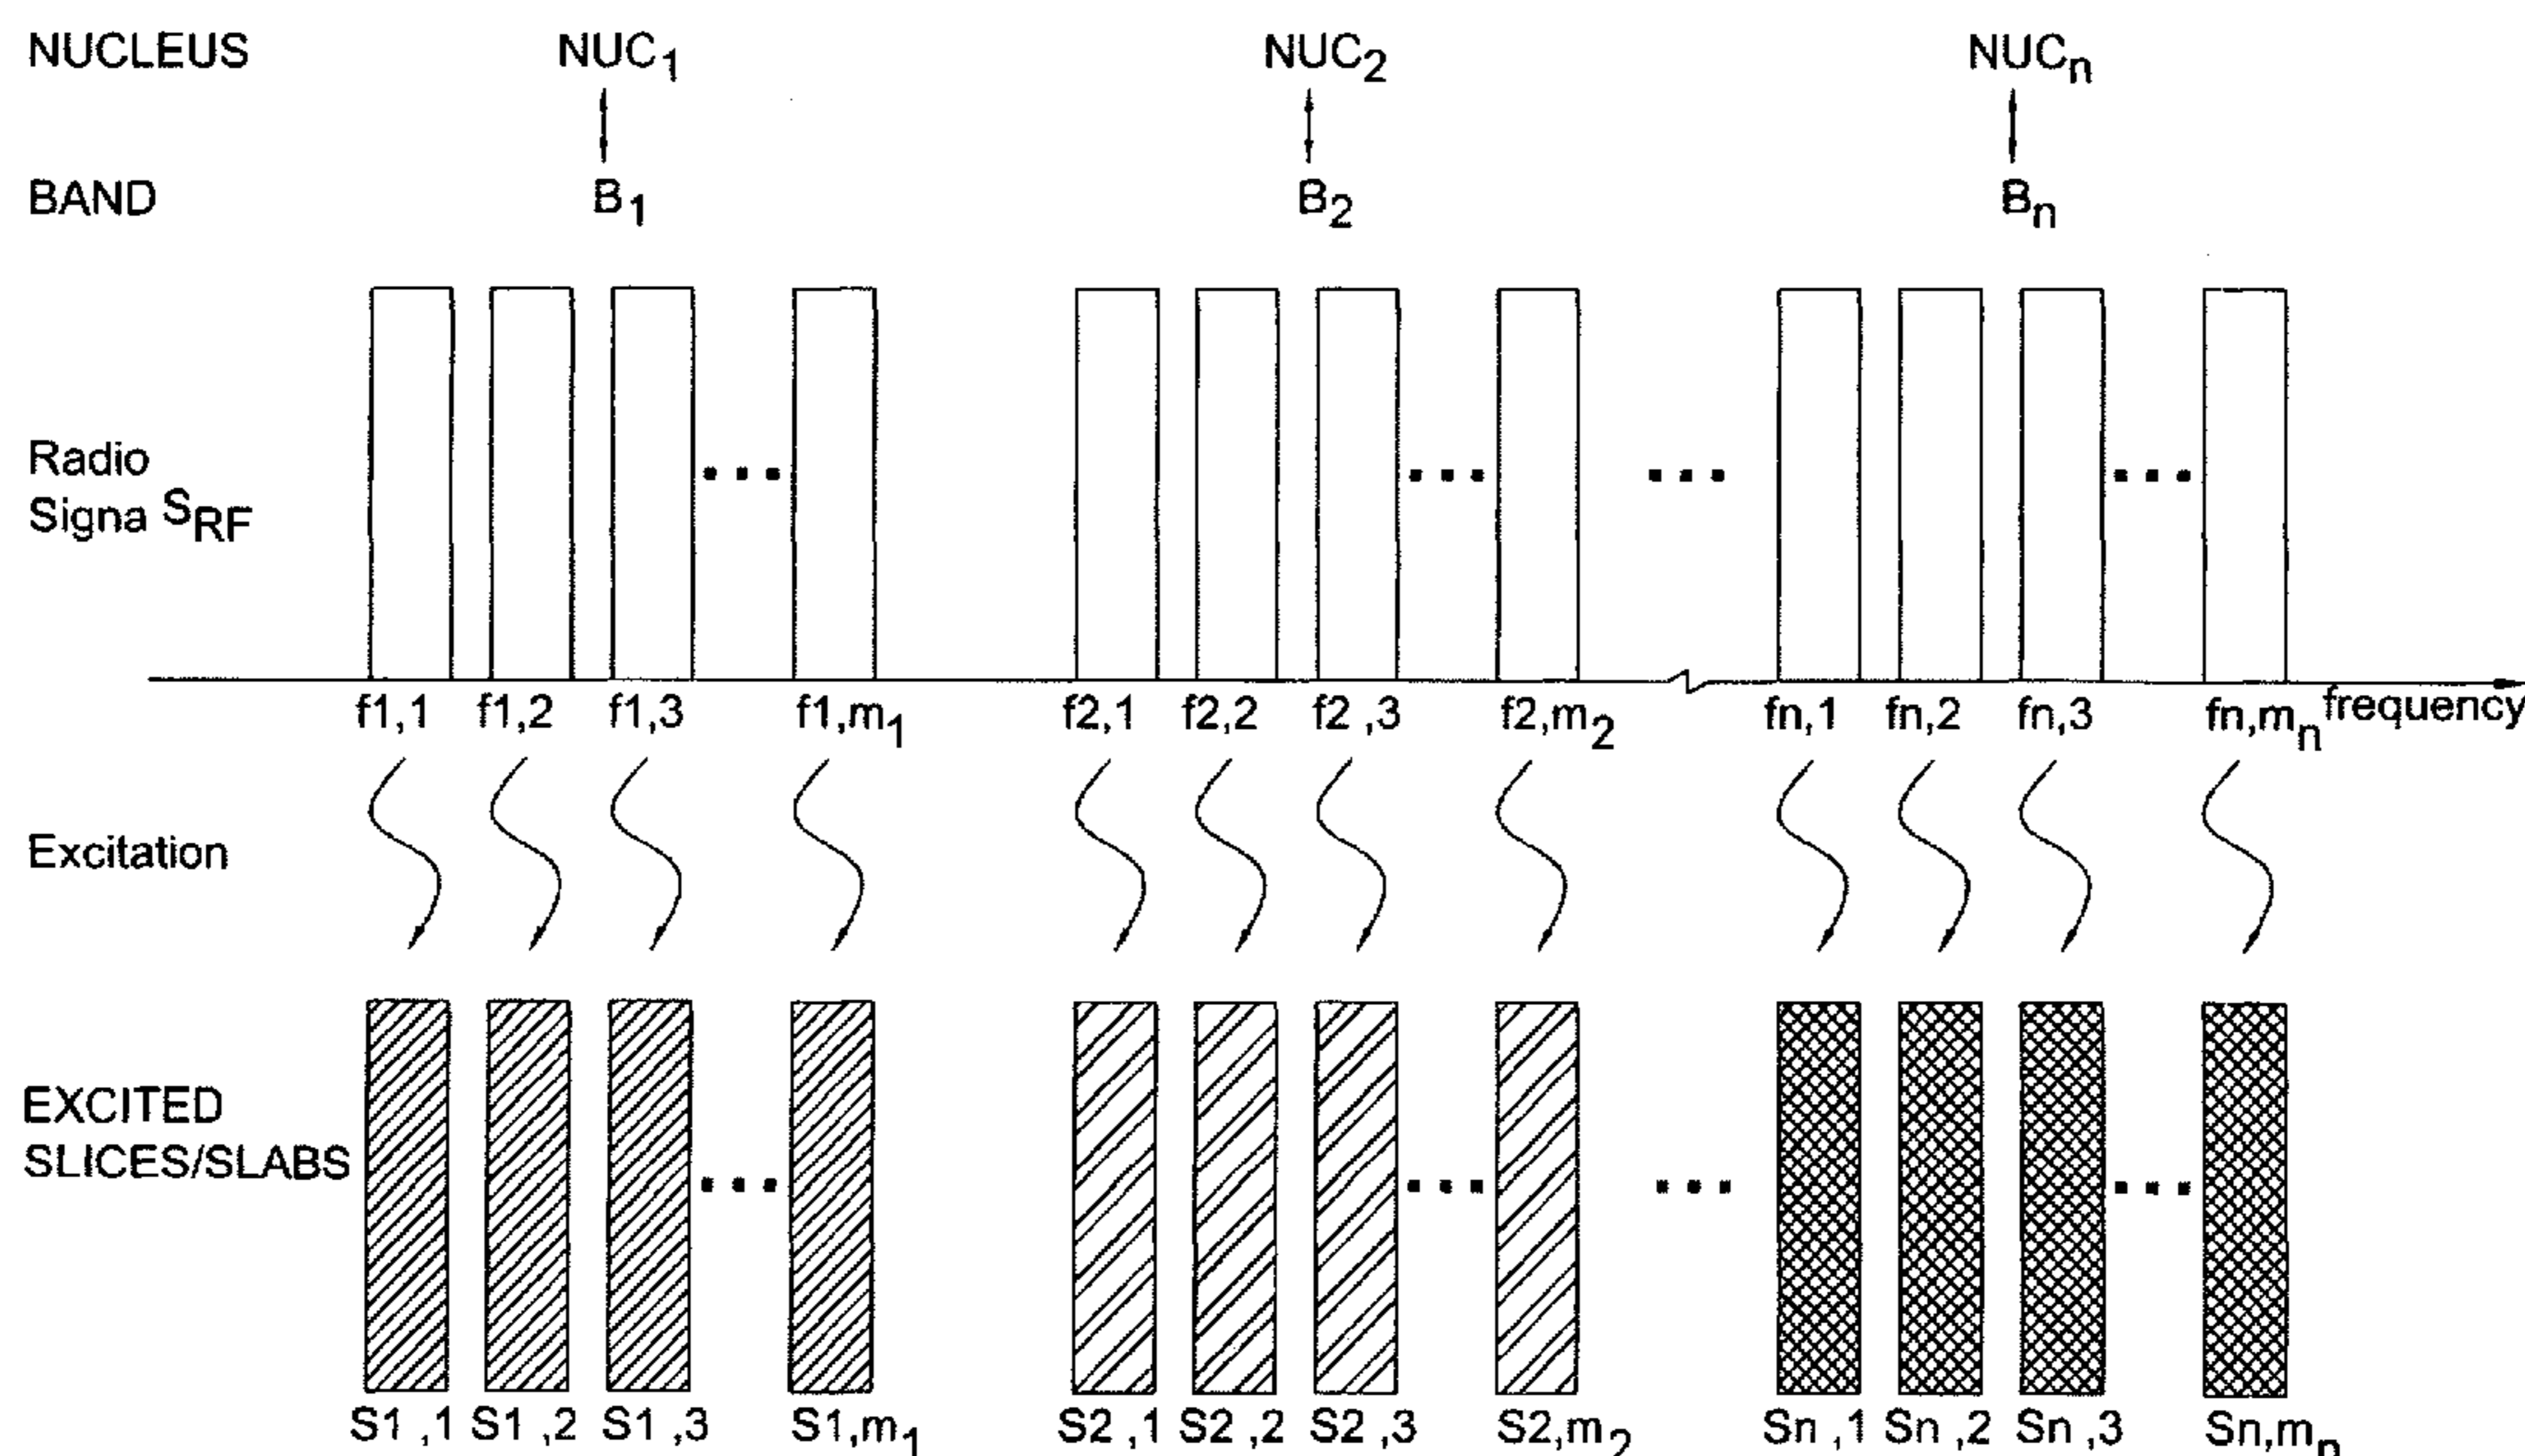 NUCLEUS NUC1 NUC2 NUCn
BAND B1 B2 Bn
Radio
Signa SRF
f1,1 f1,2 f1,3 f1,m1 f2,1 f2,2 f2,3 f2,m2 fn,1 fn,2 fn,3 fn,mn frequency
Excitation
EXCITED
SLICES/SLABS
S1,1 S1,2 S1,3 S1,m1 S2,1 S2,2 S2,3 S2,m2 Sn,1 Sn,2 Sn,3 Sn,mn